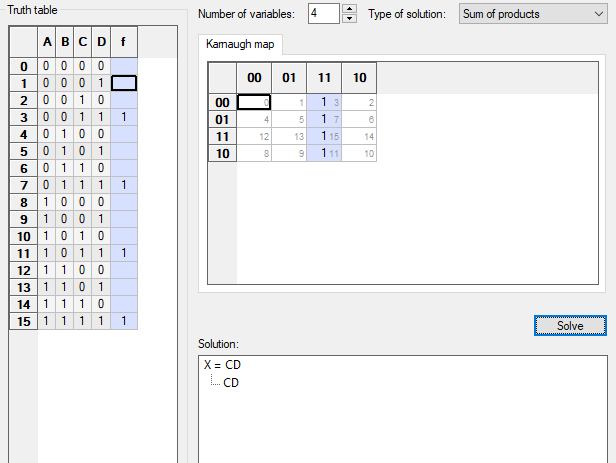 Truth table
A B C D f
0 0 0 0 0
1 0 0 0 1
2 0 0 1 0
3 0 0 1 1 1
4 0 1 0 0
5 0 1 0 1
6 0 1 1 0
7 0 1 1 1 1
8 1 0 0 0
9 1 0 0 1
10 1 0 1 0
11 1 0 1 1 1
12 1 1 0 0
13 1 1 0 1
14 1 1 1 0
15 1 1 1 1 1
Number of variables: 4 Type of solution: Sum of products
Karnaugh map
00 01 11 10
00 0 1 1 3 2
01 4 5 1 7 6
11 12 13 1 15 14
10 8 9 1 11 10
Solve
Solution:
X = CD
CD